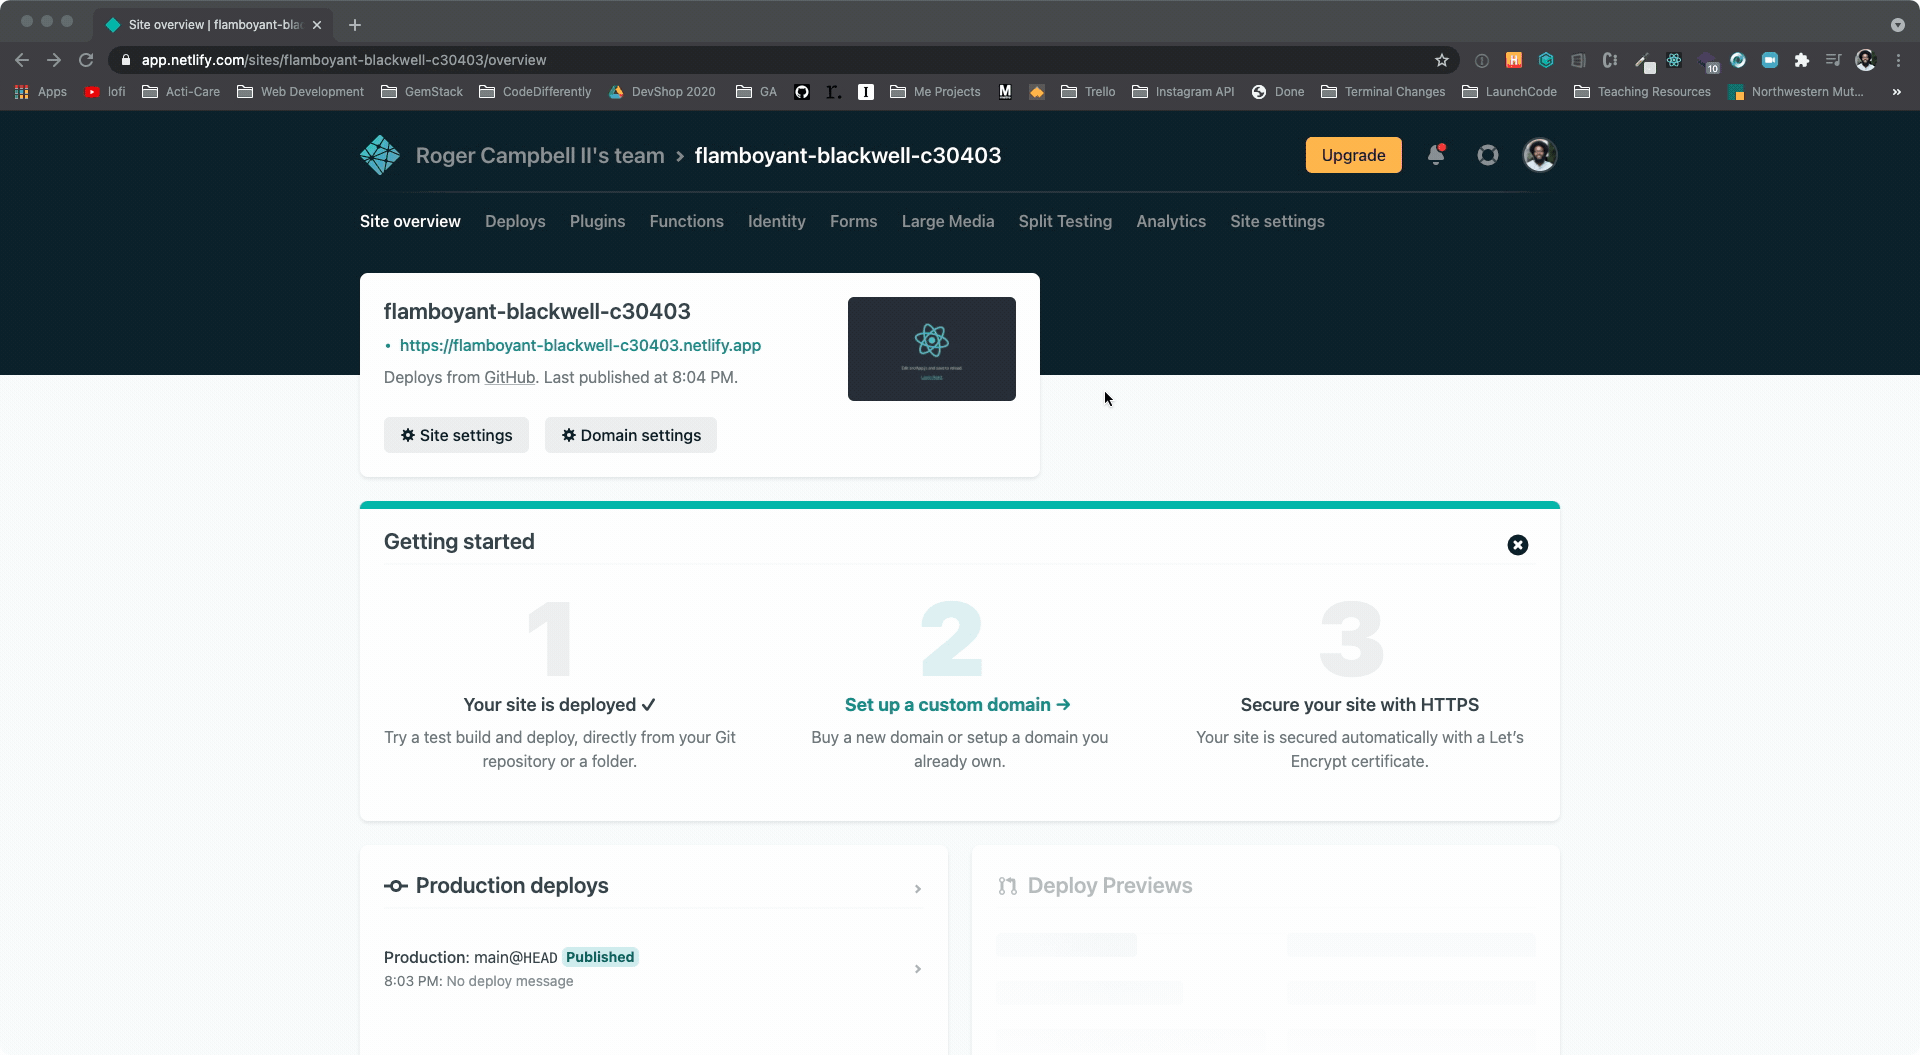 Site overview | flamboyant-bla
app.netlify.com/sites/flamboyant-blackwell-c30403/overview
10
Apps lofi Acti-Care Web Development GemStack CodeDifferently DevShop 2020 GA r. I Me Projects M Trello Instagram API Done Terminal Changes LaunchCode Teaching Resources Northwestern Mut... »
Roger Campbell II's team > flamboyant-blackwell-c30403
Upgrade
Site overview Deploys Plugins Functions Identity Forms Large Media Split Testing Analytics Site settings
flamboyant-blackwell-c30403
• https://flamboyant-blackwell-c30403.netlify.app
Deploys from GitHub. Last published at 8:04 PM.
Site settings Domain settings
Getting started
1
Your site is deployed ✓
Try a test build and deploy, directly from your Git
repository or a folder.
2
Set up a custom domain →
Buy a new domain or setup a domain you
already own.
3
Secure your site with HTTPS
Your site is secured automatically with a Let's
Encrypt certificate.
Production deploys
Production: main@HEAD Published
8:03 PM: No deploy message
Deploy Previews